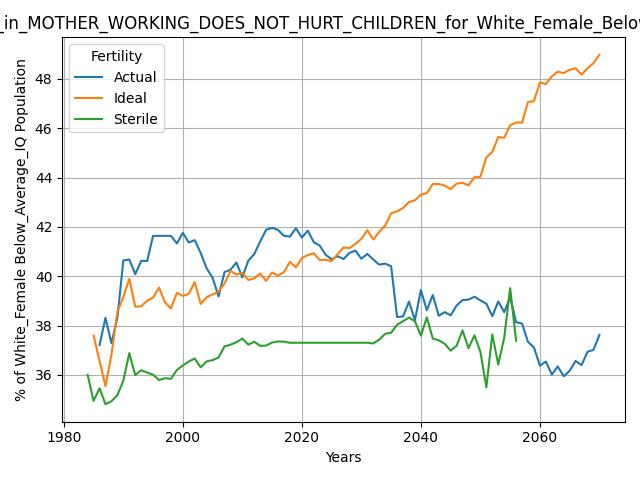 _in_MOTHER_WORKING_DOES_NOT_HURT_CHILDREN_for_White_Female_Below
Fertility
Actual
Ideal
Sterile
% of White_Female Below_Average_IQ Population
48
46
44
42
40
38
36
1980
2000
2020
2040
2060
Years